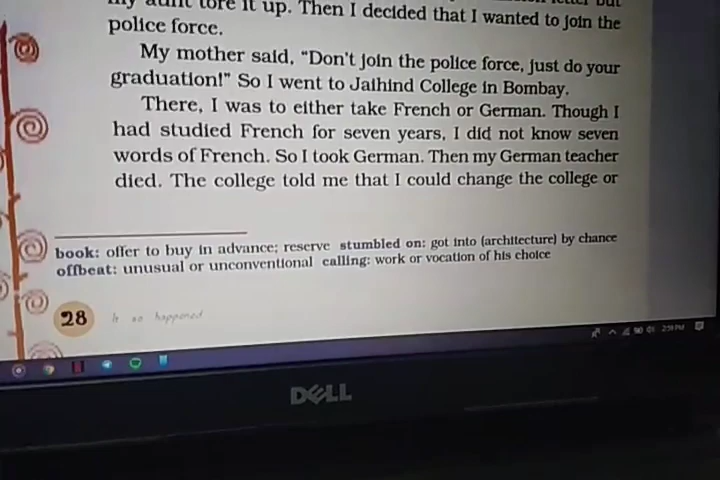 my aunt tore it up. Then I decided that I wanted to join the
police force.
My mother said, “Don't join the police force, just do your
graduation!” So I went to Jaihind College in Bombay.
There, I was to either take French or German. Though I
had studied French for seven years, I did not know seven
words of French. So I took German. Then my German teacher
died. The college told me that I could change the college or
book: offer to buy in advance; reserve stumbled on: got into (architecture) by chance
offbeat: unusual or unconventional calling: work or vocation of his choice
28 It so happened
DELL